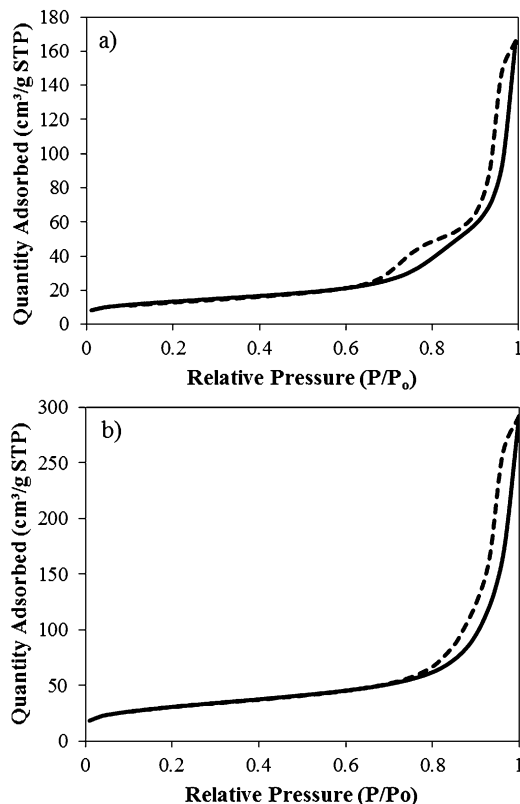 a)
Quantity Adsorbed (cm³/g STP)
180
160
140
120
100
80
60
40
20
0
0 0.2 0.4 0.6 0.8 1
Relative Pressure (P/Pₒ)
b)
Quantity Adsorbed (cm³/g STP)
300
250
200
150
100
50
0
0 0.2 0.4 0.6 0.8 1
Relative Pressure (P/Po)